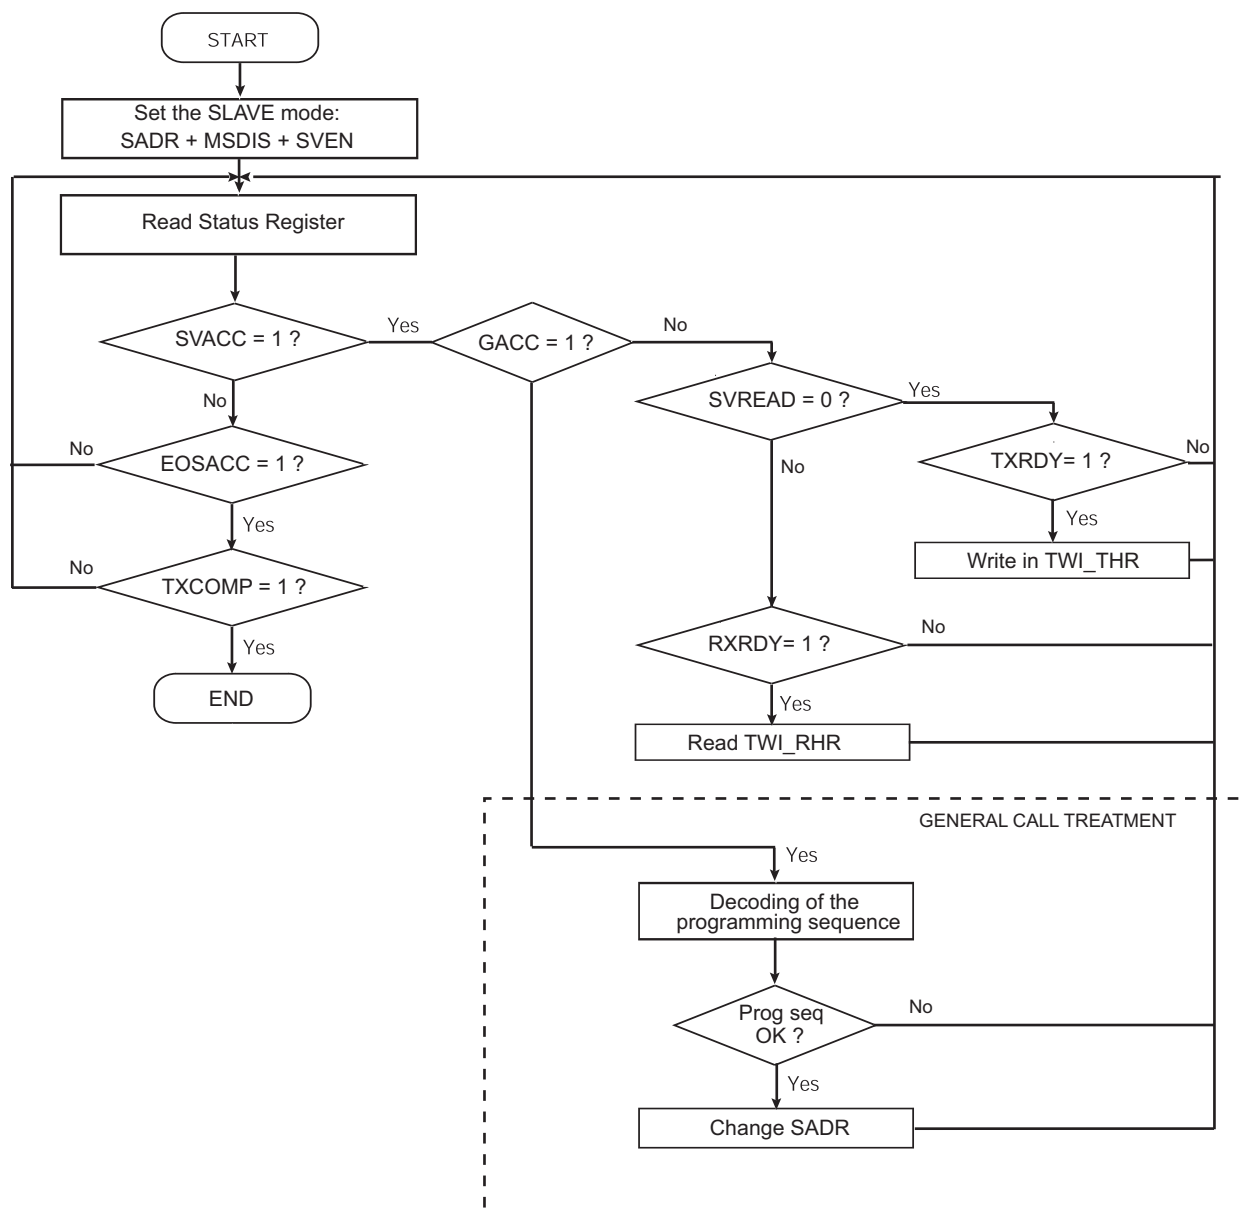 START
Set the SLAVE mode:
SADR + MSDIS + SVEN
Read Status Register
SVACC = 1 ?
Yes
GACC = 1 ?
No
SVREAD = 0 ?
Yes
No
No
EOSACC = 1 ?
No
TXRDY= 1 ?
No
Yes
Yes
Write in TWI_THR
No
TXCOMP = 1 ?
Yes
RXRDY= 1 ?
No
END
Yes
Read TWI_RHR
GENERAL CALL TREATMENT
Yes
Decoding of the
programming sequence
Prog seq
OK ?
No
Yes
Change SADR